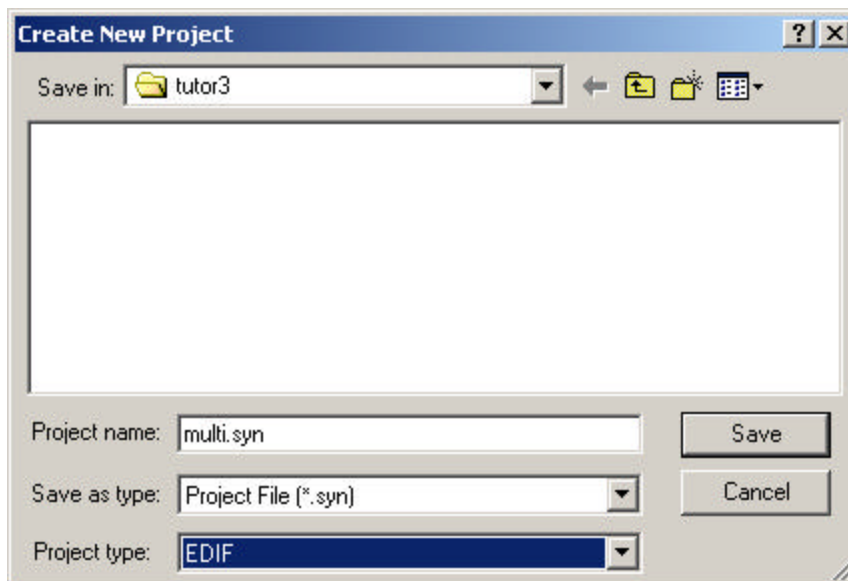 Create New Project
Save in: tutor3
Project name: multi.syn Save
Save as type: Project File (*.syn) Cancel
Project type: EDIF